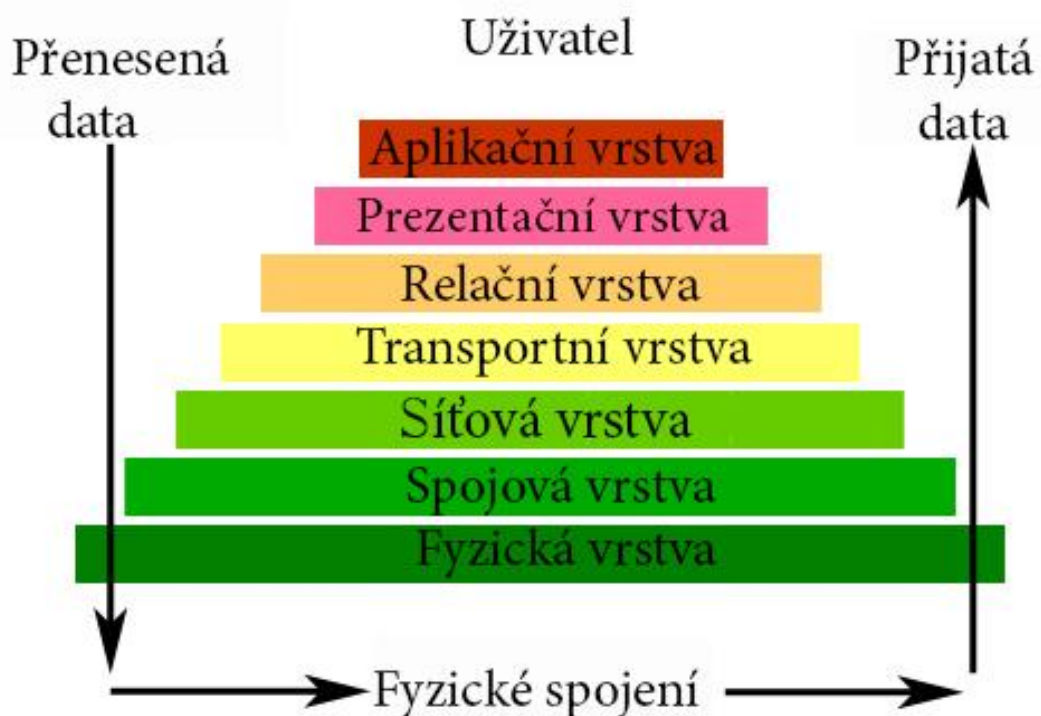 Uživatel
Přenesená
data
Přijatá
data
Aplikační vrstva
Prezentační vrstva
Relační vrstva
Transportní vrstva
Síťová vrstva
Spojová vrstva
Fyzická vrstva
Fyzické spojení